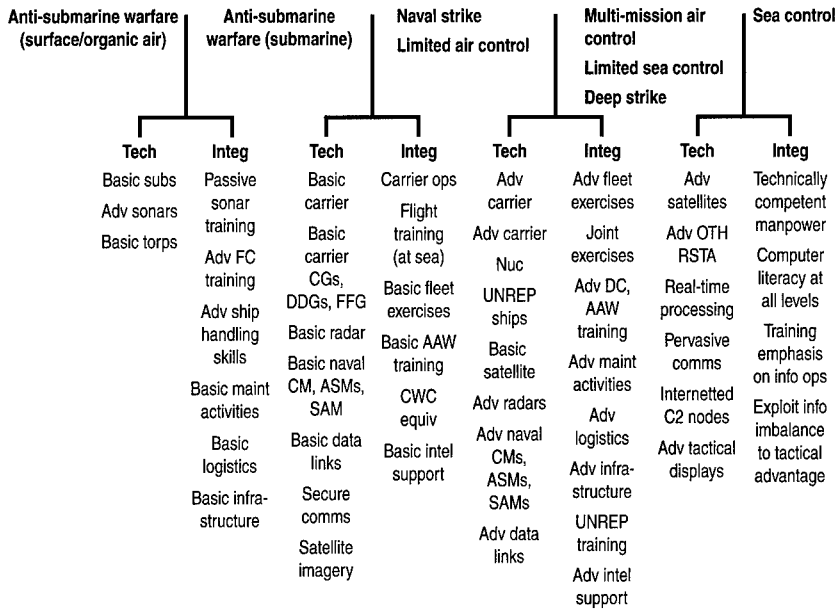 Anti-submarine warfare
(surface/organic air)
Anti-submarine
warfare (submarine)
Naval strike
Limited air control
Multi-mission air
control
Limited sea control
Deep strike
Sea control
Tech
Basic subs
Adv sonars
Basic torps
Integ
Passive
sonar
training
Adv FC
training
Adv ship
handling
skills
Basic maint
activities
Basic
logistics
Basic infra-
structure
Tech
Basic
carrier
Basic
carrier
CGs,
DDGs, FFG
Basic radar
Basic naval
CM, ASMs,
SAM
Basic data
links
Secure
comms
Satellite
imagery
Integ
Carrier ops
Flight
training
(at sea)
Basic fleet
exercises
Basic AAW
training
CWC
equiv
Basic intel
support
Tech
Adv
carrier
Adv carrier
Nuc
UNREP
ships
Basic
satellite
Adv radars
Adv naval
CMs,
ASMs,
SAMs
Adv data
links
Integ
Adv fleet
exercises
Joint
exercises
Adv DC,
AAW
training
Adv maint
activities
Adv
logistics
Adv infra-
structure
UNREP
training
Adv intel
support
Tech
Adv
satellites
Adv OTH
RSTA
Real-time
processing
Pervasive
comms
Internetted
C2 nodes
Adv tactical
displays
Integ
Technically
competent
manpower
Computer
literacy at
all levels
Training
emphasis
on info ops
Exploit info
imbalance
to tactical
advantage